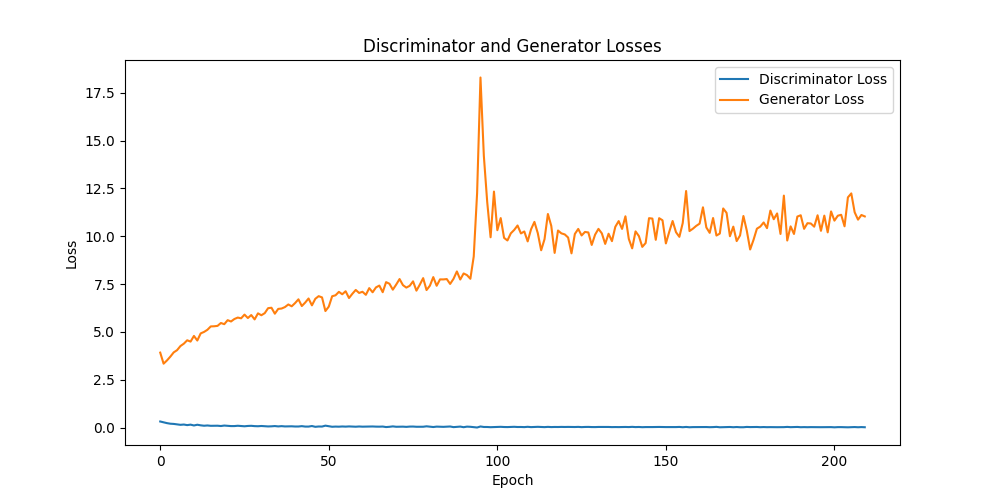 Discriminator and Generator Losses
Discriminator Loss
Generator Loss
17.5
15.0
12.5
10.0
7.5
5.0
2.5
0.0
Loss
0 50 100 150 200
Epoch